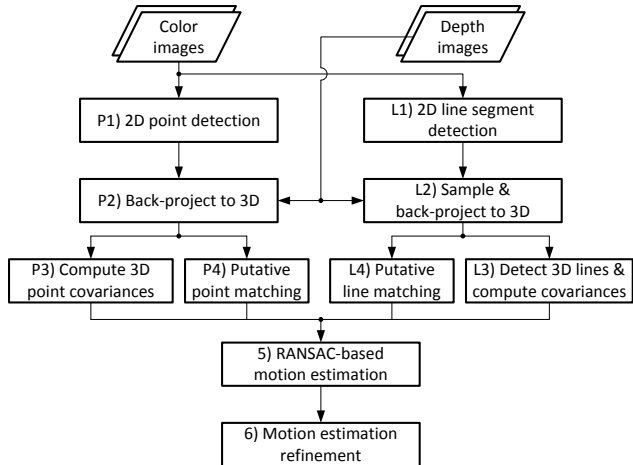 Color
images
Depth
images
P1) 2D point detection
L1) 2D line segment
detection
P2) Back-project to 3D
L2) Sample &
back-project to 3D
P3) Compute 3D
point covariances
P4) Putative
point matching
L4) Putative
line matching
L3) Detect 3D lines &
compute covariances
5) RANSAC-based
motion estimation
6) Motion estimation
refinement